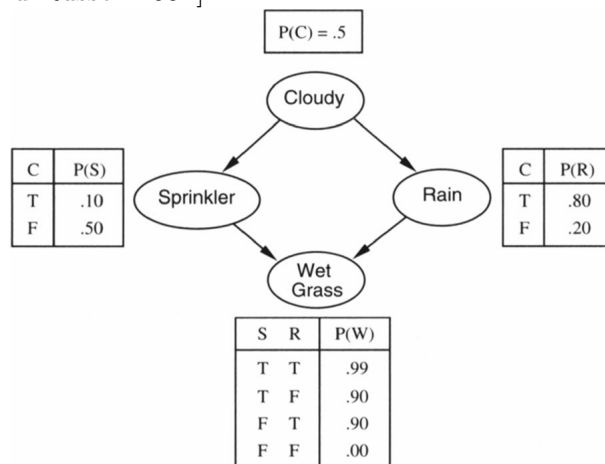 P(C) = .5
Cloudy
C P(S)
T .10
F .50
Sprinkler
Rain
C P(R)
T .80
F .20
Wet
Grass
S R P(W)
T T .99
T F .90
F T .90
F F .00